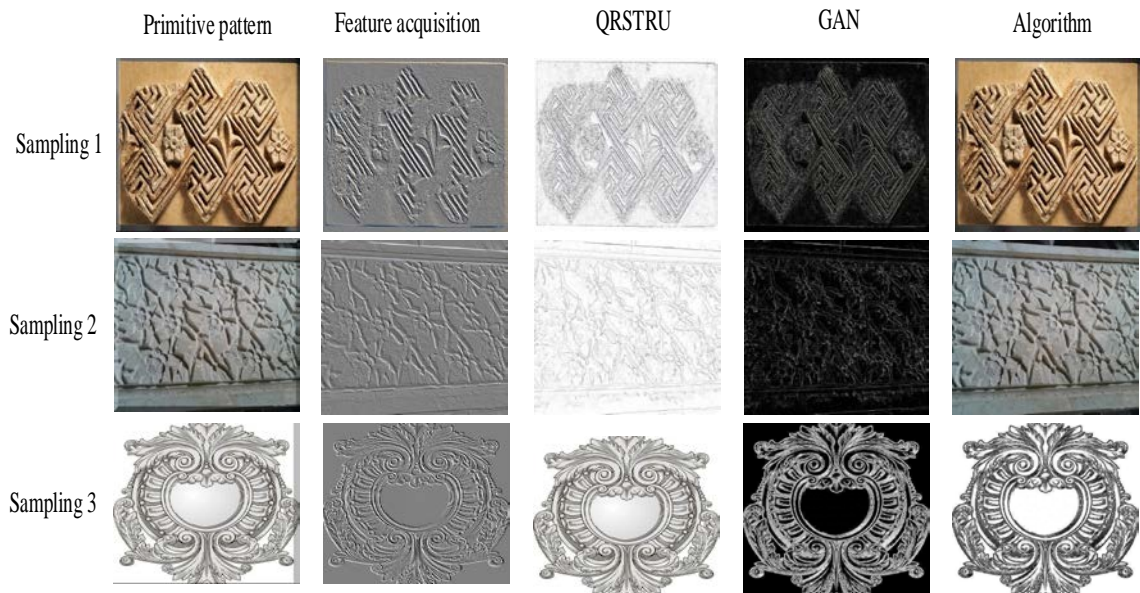 Primitive pattern Feature acquisition QRSTRU GAN Algorithm
Sampling 1
Sampling 2
Sampling 3